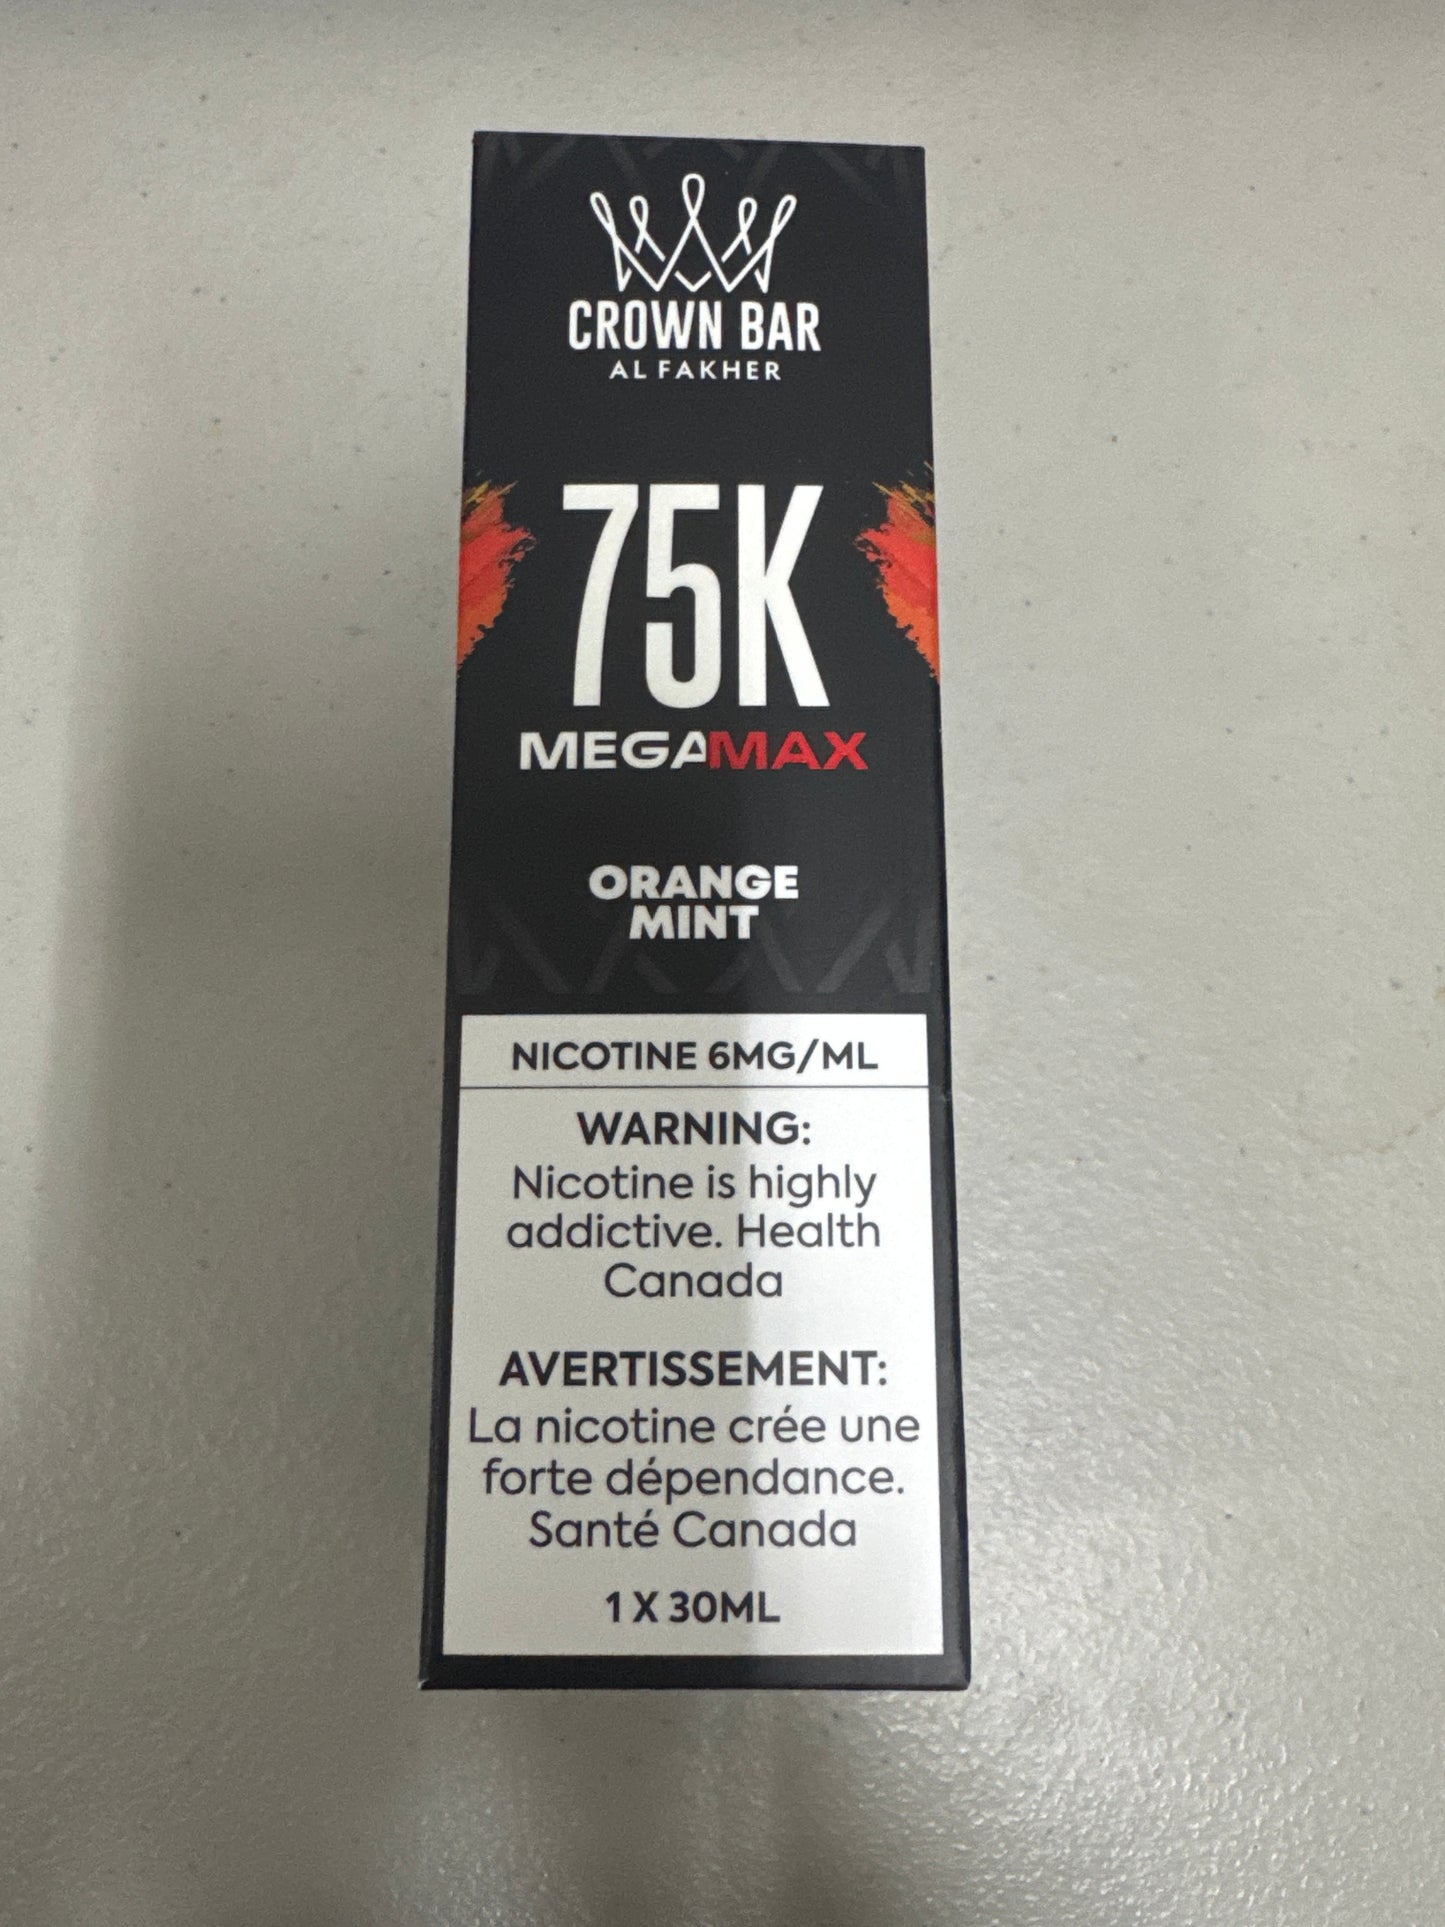 CROWN BAR
AL FAKHER
75K
MEGAMAX
ORANGE
MINT
NICOTINE 6MG/ML
WARNING:
Nicotine is highly
addictive. Health
Canada
AVERTISSEMENT:
La nicotine crée une
forte dépendance.
Santé Canada
1 X 30ML